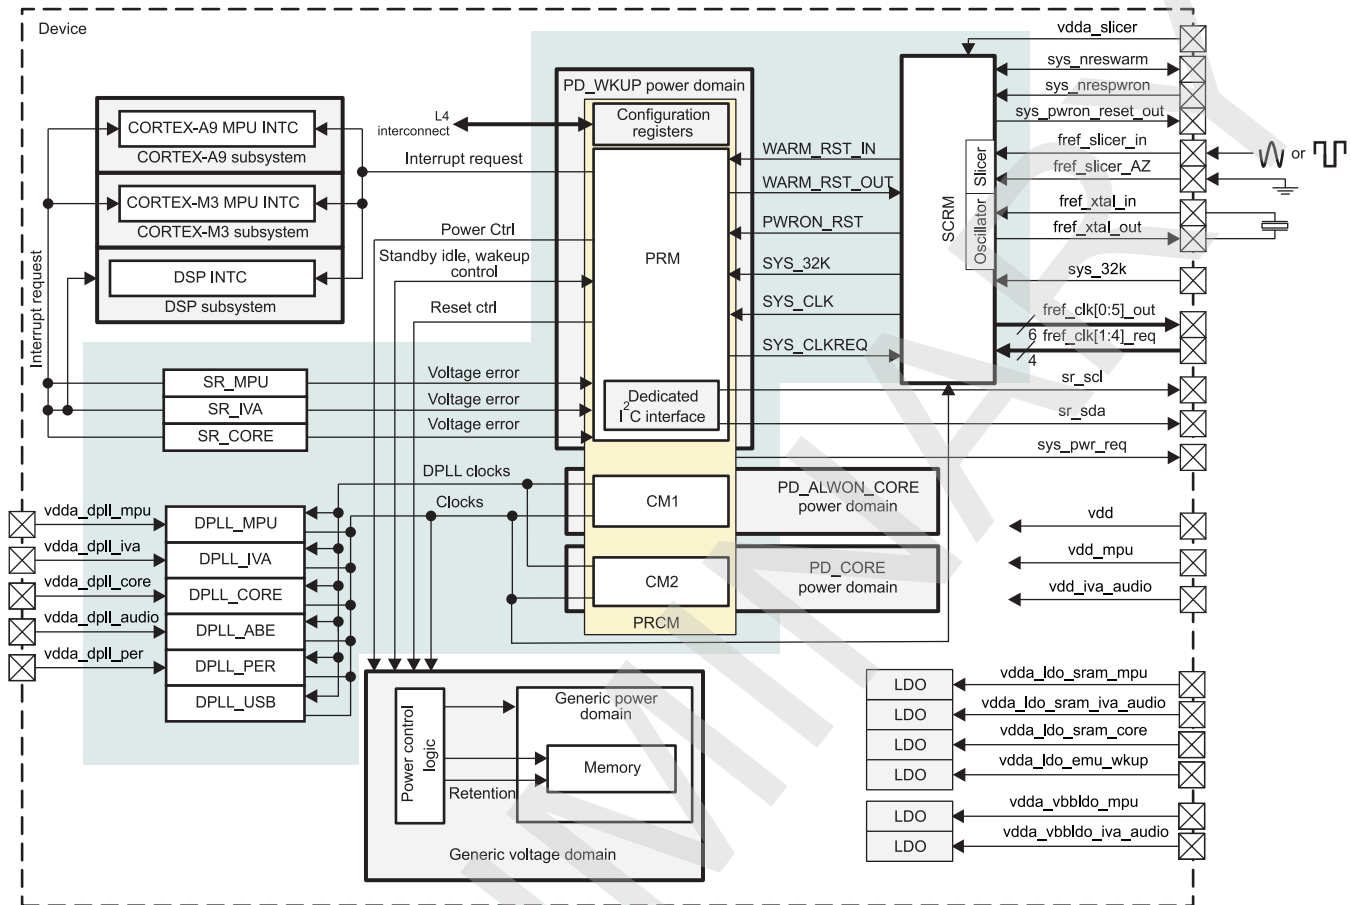 Device
CORTEX-A9 MPU INTC
CORTEX-A9 subsystem
CORTEX-M3 MPU INTC
CORTEX-M3 subsystem
DSP INTC
DSP subsystem
Interrupt request
L4
interconnect
Interrupt request
Power Ctrl
Standby idle, wakeup
control
Reset ctrl
SR_MPU
SR_IVA
SR_CORE
Voltage error
Voltage error
Voltage error
PD_WKUP power domain
Configuration
registers
PRM
Dedicated
I2C interface
WARM_RST_IN
WARM_RST_OUT
PWRON_RST
SYS_32K
SYS_CLK
SYS_CLKREQ
SCRM
Slicer
Oscillator
vdda_slicer
sys_nreswarm
sys_nrespwron
sys_pwron_reset_out
fref_slicer_in
or
fref_slicer_AZ
fref_xtal_in
fref_xtal_out
sys_32k
fref_clk[0:5]_out
6
fref_clk[1:4]_req
4
sr_scl
sr_sda
sys_pwr_req
DPLL clocks
Clocks
CM1
PD_ALWON_CORE
power domain
CM2
PD_CORE
power domain
PRCM
vdd
vdd_mpu
vdd_iva_audio
vdda_dpll_mpu
vdda_dpll_iva
vdda_dpll_core
vdda_dpll_audio
vdda_dpll_per
DPLL_MPU
DPLL_IVA
DPLL_CORE
DPLL_ABE
DPLL_PER
DPLL_USB
Power control
logic
Generic power
domain
Memory
Retention
Generic voltage domain
LDO
vdda_ldo_sram_mpu
LDO
vdda_ldo_sram_iva_audio
LDO
vdda_ldo_sram_core
LDO
vdda_ldo_emu_wkup
LDO
vdda_vbbldo_mpu
LDO
vdda_vbbldo_iva_audio